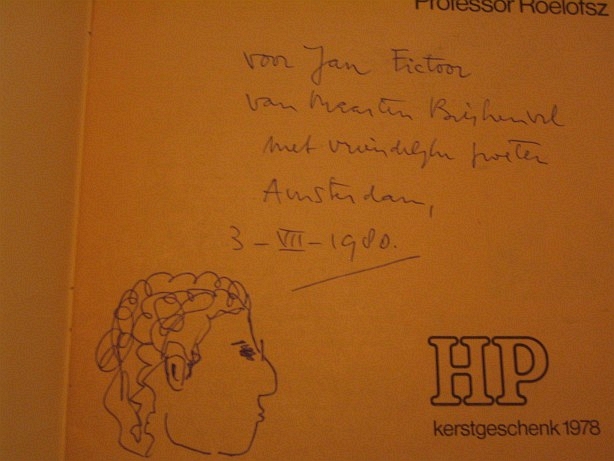 Professor Roelofsz
voor Jan Fictoor
van Maarten Biesheuvel
met vriendelijke groeten
Amsterdam,
3-VII-1980.
HP
kerstgeschenk 1978